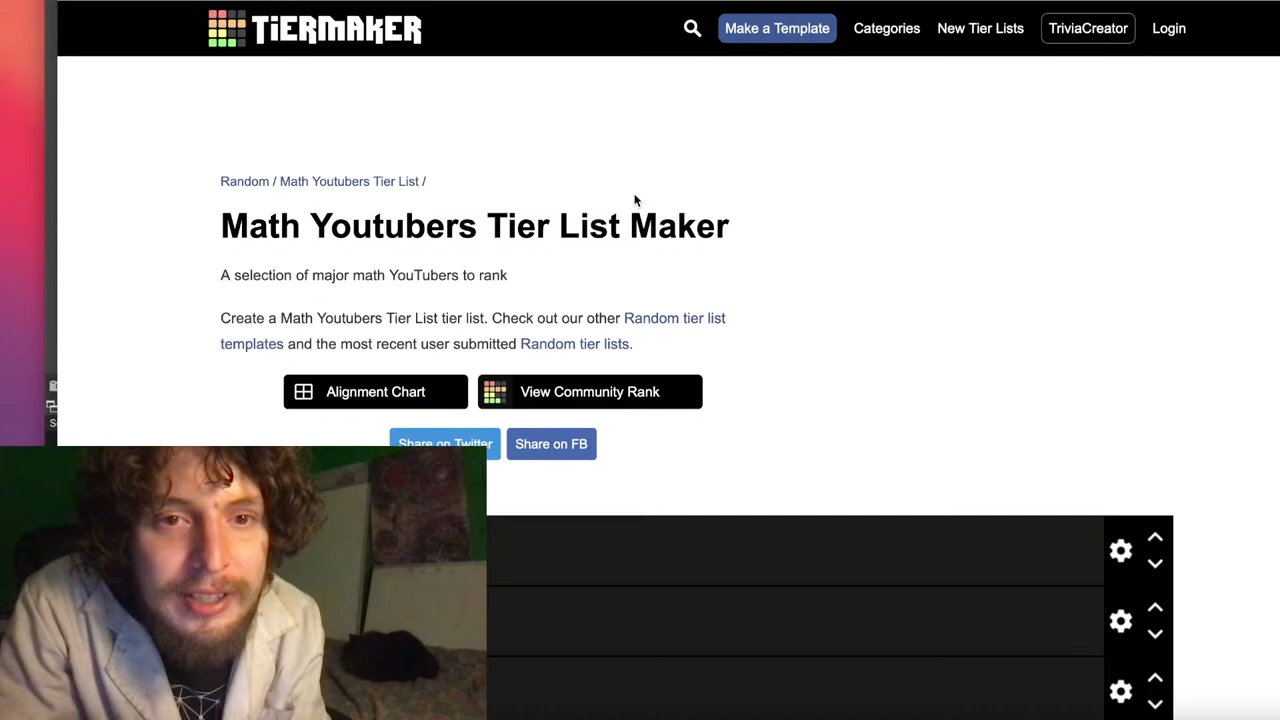 TiERMAKER
Make a Template
Categories
New Tier Lists
TriviaCreator
Login
Random / Math Youtubers Tier List /
Math Youtubers Tier List Maker
A selection of major math YouTubers to rank
Create a Math Youtubers Tier List tier list. Check out our other Random tier list
templates and the most recent user submitted Random tier lists.
Alignment Chart
View Community Rank
Share on Twitter
Share on FB